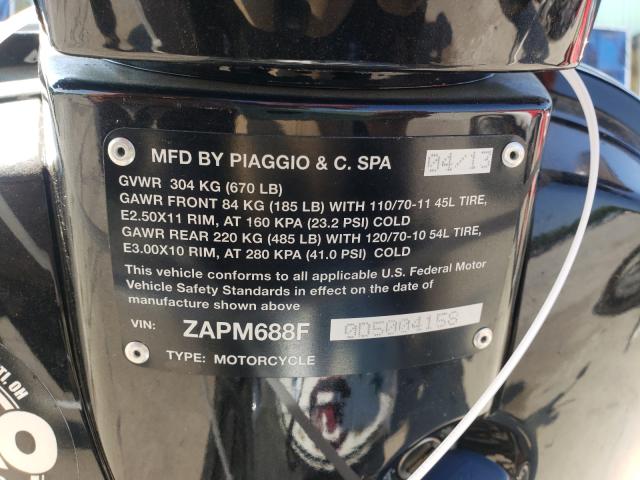 MFD BY PIAGGIO & C. SPA 04/13
GVWR 304 KG (670 LB)
GAWR FRONT 84 KG (185 LB) WITH 110/70-11 45L TIRE,
E2.50X11 RIM, AT 160 KPA (23.2 PSI) COLD
GAWR REAR 220 KG (485 LB) WITH 120/70-10 54L TIRE,
E3.00X10 RIM, AT 280 KPA (41.0 PSI) COLD
This vehicle conforms to all applicable U.S. Federal Motor
Vehicle Safety Standards in effect on the date of
manufacture shown above
VIN: ZAPM688F 0D5004158
TYPE: MOTORCYCLE